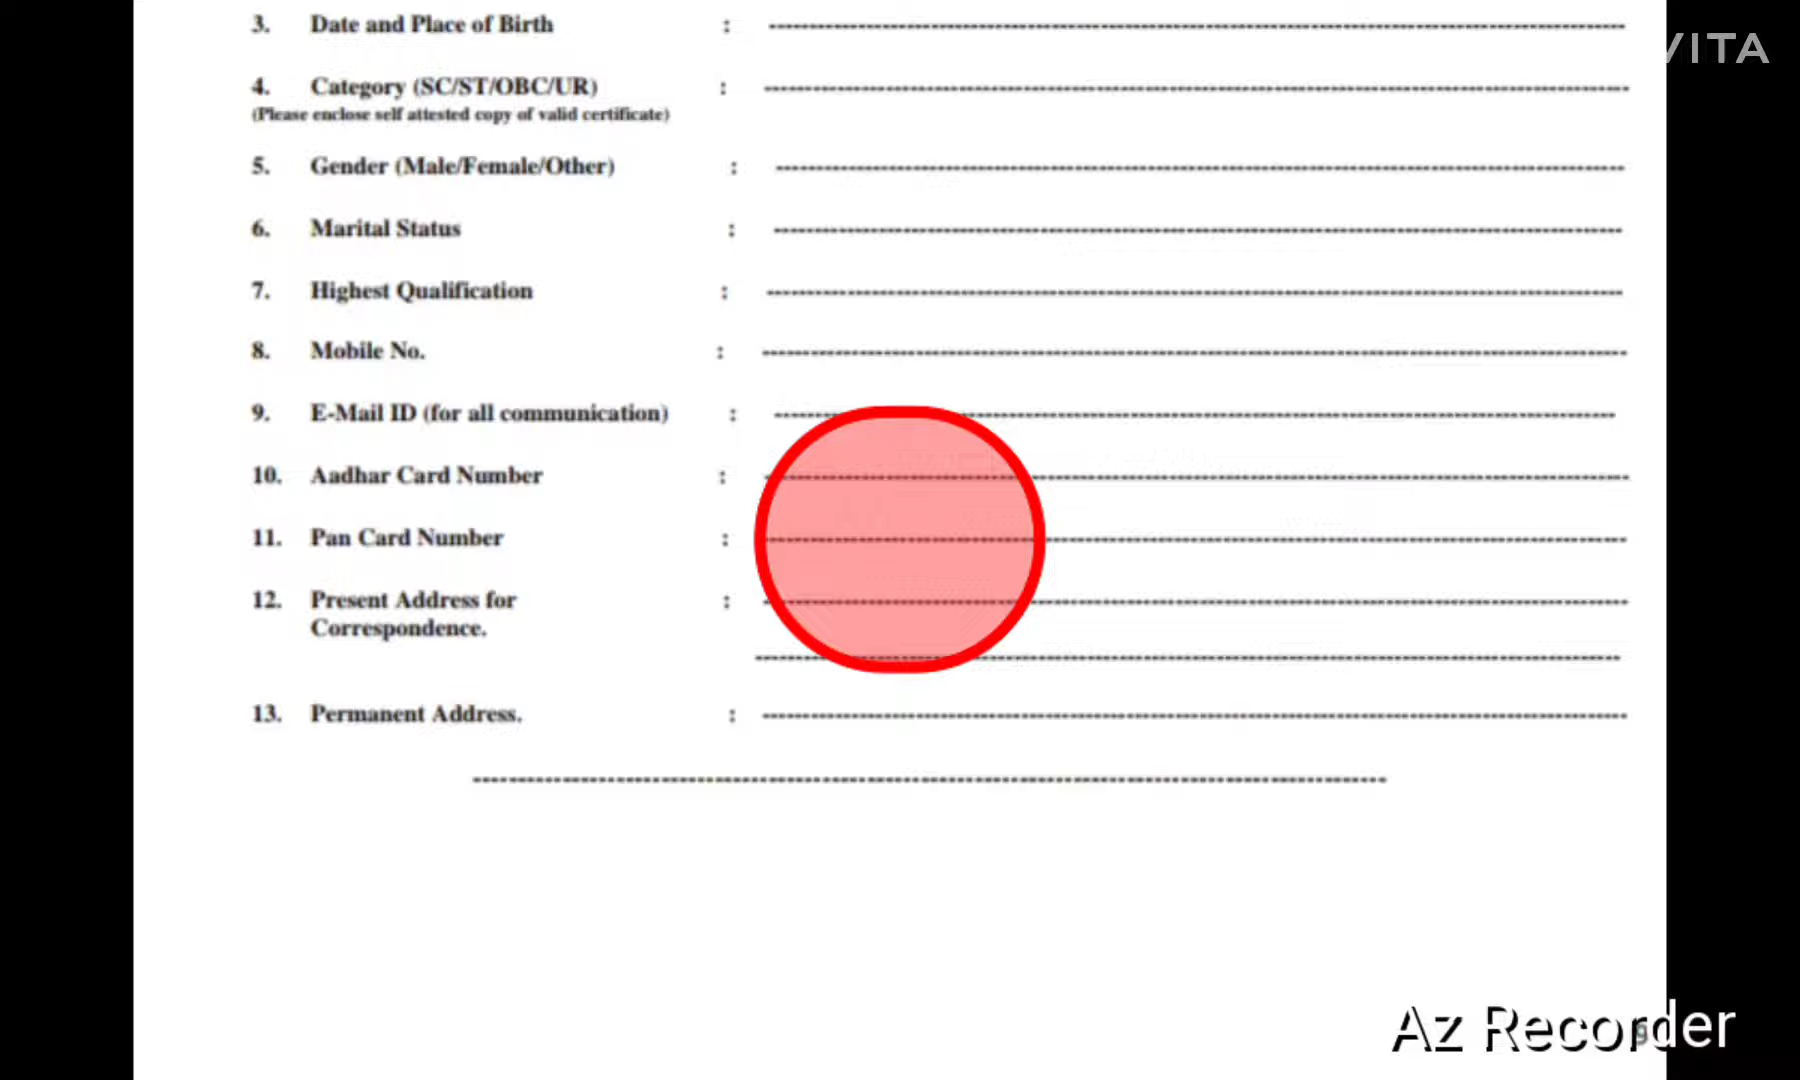 VITA
3. Date and Place of Birth : ------------------------------
4. Category (SC/ST/OBC/UR) : ------------------------------
(Please enclose self attested copy of valid certificate)
5. Gender (Male/Female/Other) : ------------------------------
6. Marital Status : ------------------------------
7. Highest Qualification : ------------------------------
8. Mobile No. : ------------------------------
9. E-Mail ID (for all communication) : ------------------------------
10. Aadhar Card Number : ------------------------------
11. Pan Card Number : ------------------------------
12. Present Address for : ------------------------------
Correspondence.
------------------------------
13. Permanent Address. : ------------------------------
------------------------------
Az Recorder